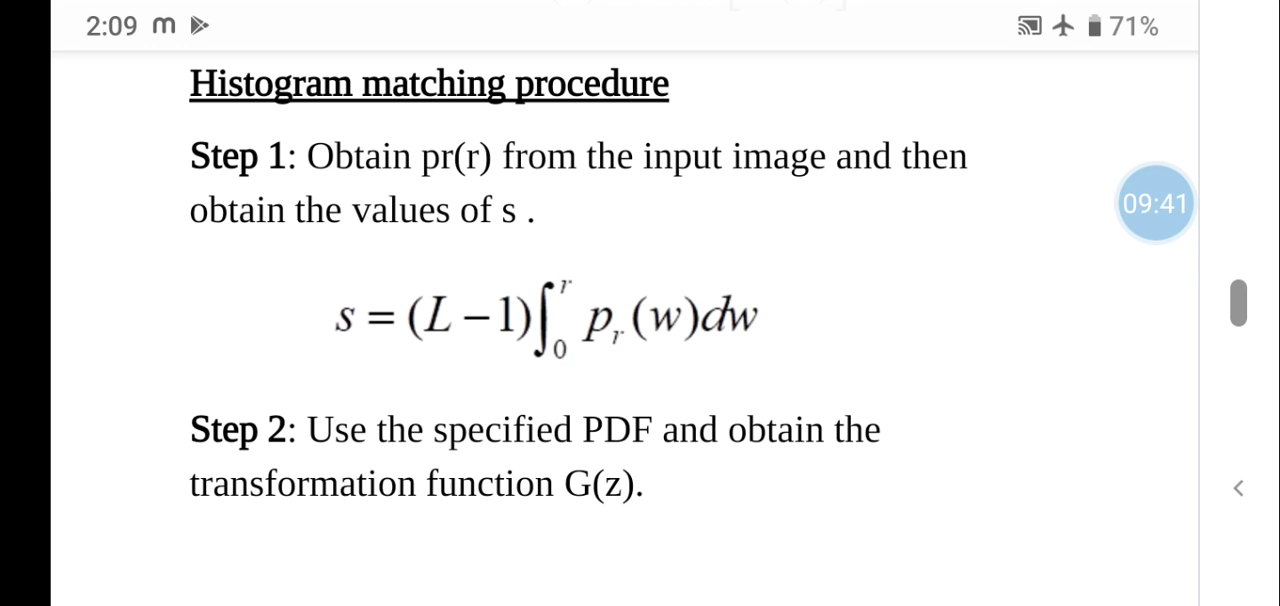 2:09 m 71%
Histogram matching procedure
Step 1: Obtain pr(r) from the input image and then
09:41
obtain the values of s .
s = (L − 1)∫₀ʳ pᵣ(w)dw
Step 2: Use the specified PDF and obtain the
transformation function G(z).